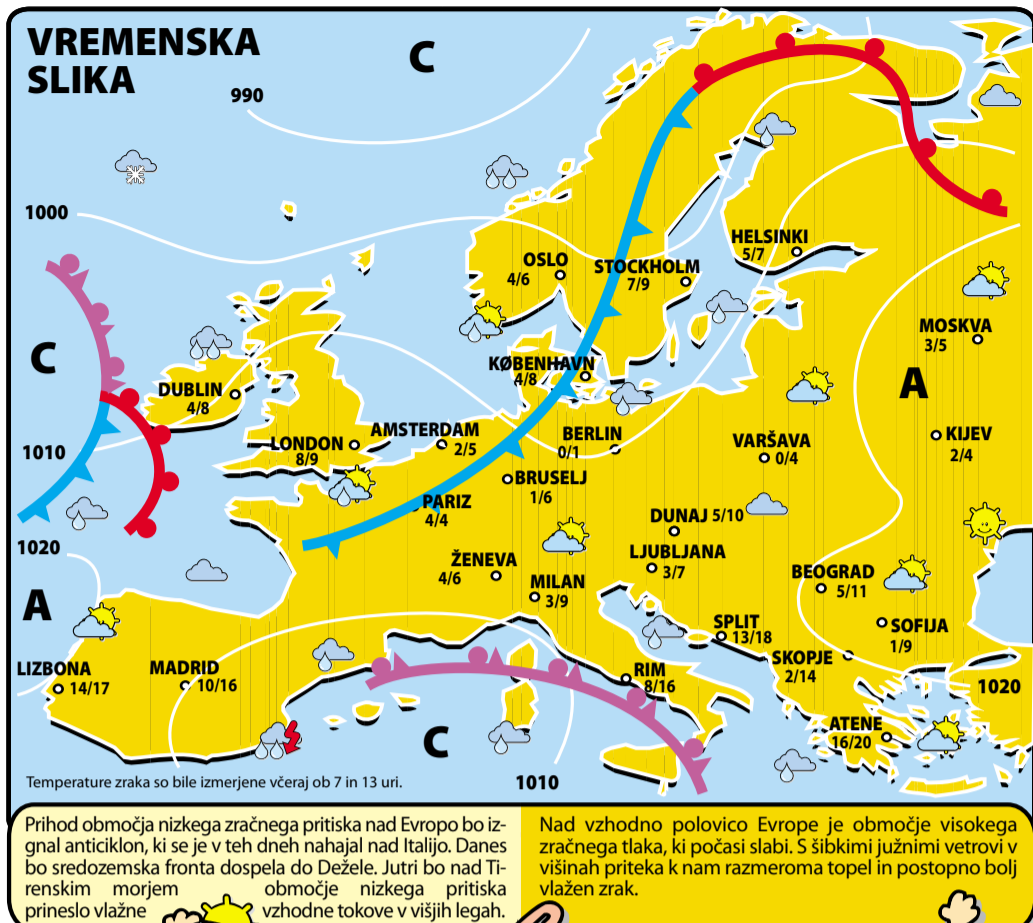 VREMENSKA
SLIKA
C
990
1000
HELSINKI
5/7
OSLO
4/6
STOCKHOLM
7/9
MOSKVA
3/5
C
KØBENHAVN
4/8
A
DUBLIN
4/8
LONDON
8/9
AMSTERDAM
2/5
BERLIN
0/1
VARŠAVA
0/4
KIJEV
2/4
1010
BRUSELJ
1/6
PARIZ
4/4
DUNAJ 5/10
1020
LJUBLJANA
3/7
ŽENEVA
4/6
MILAN
3/9
BEOGRAD
5/11
A
SPLIT
13/18
SOFIJA
1/9
SKOPJE
2/14
LIZBONA
14/17
MADRID
10/16
RIM
8/16
1020
ATENE
16/20
C
1010
Temperature zraka so bile izmerjene včeraj ob 7 in 13 uri.
Prihod območja nizkega zračnega pritiska nad Evropo bo iz-
gnal anticiklon, ki se je v teh dneh nahajal nad Italijo. Danes
bo sredozemska fronta dospela do Dežele. Jutri bo nad Ti-
renskim morjem območje nizkega pritiska
prineslo vlažne vzhodne tokove v višjih legah.
Nad vzhodno polovico Evrope je območje visokega
zračnega tlaka, ki počasi slabi. S šibkimi južnimi vetrovi v
višinah priteka k nam razmeroma topel in postopno bolj
vlažen zrak.